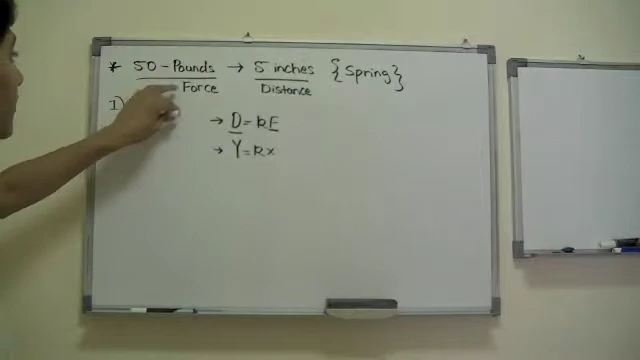 * 50 - Pounds → 5 inches {Spring}
Force Distance
1)
→ D = kF
→ Y = kx